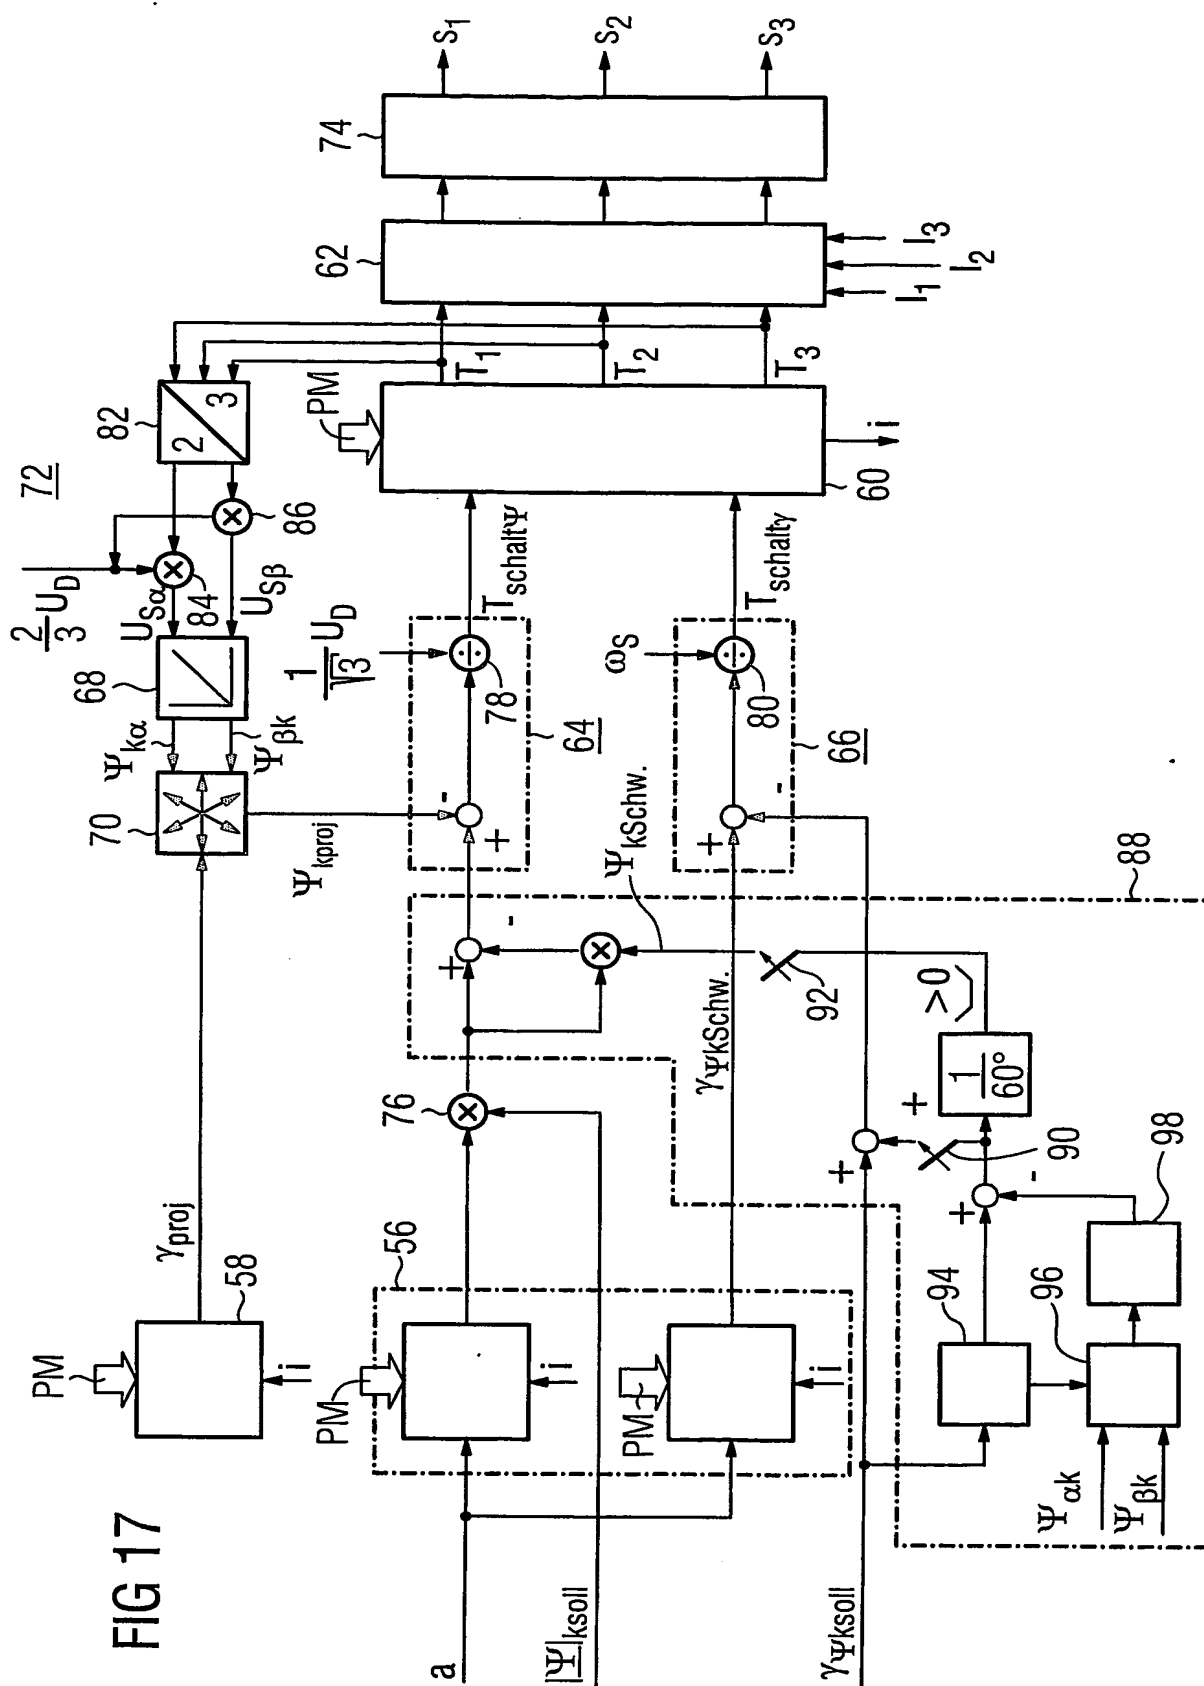 FIG 17
72
82
2
3
2/3 U_D
86
84
U_Sα
U_Sβ
68
Ψ_kα
Ψ_βk
70
γ_proj
58
PM
i
Ψ_kproj
1/√3 U_D
74
62
S₁
S₂
S₃
I₁
I₂
I₃
T₁
T₂
T₃
PM
60
i
T_schaltΨ
T_schaltγ
78
64
+
-
ω_S
80
66
+
-
Ψ_kSchw.
γ_ΨkSchw.
88
+
-
76
56
PM
i
PM
i
a
|Ψ|_ksoll
γ_Ψksoll
92
>0
1/60°
+
+
90
+
-
94
96
98
Ψ_αk
Ψ_βk